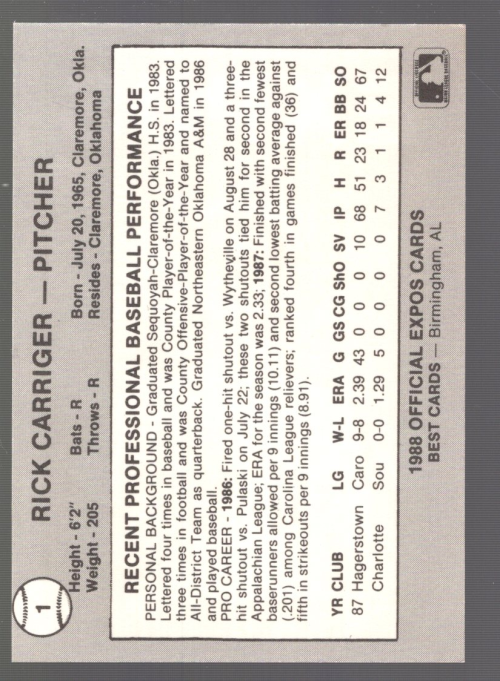 1
RICK CARRIGER — PITCHER
Height - 6'2" Bats - R Born - July 20, 1965, Claremore, Okla.
Weight - 205 Throws - R Resides - Claremore, Oklahoma
RECENT PROFESSIONAL BASEBALL PERFORMANCE
PERSONAL BACKGROUND - Graduated Sequoyah-Claremore (Okla.) H.S. in 1983.
Lettered four times in baseball and was County Player-of-the-Year in 1983. Lettered
three times in football and was County Offensive-Player-of-the-Year and named to
All-District Team as quarterback. Graduated Northeastern Oklahoma A&M in 1986
and played baseball.
PRO CAREER - 1986: Fired one-hit shutout vs. Wytheville on August 28 and a three-
hit shutout vs. Pulaski on July 22; these two shutouts tied him for second in the
Appalachian League; ERA for the season was 2.33; 1987: Finished with second fewest
baserunners allowed per 9 innings (10.11) and second lowest batting average against
(.201) among Carolina League relievers; ranked fourth in games finished (36) and
fifth in strikeouts per 9 innings (8.91).
YR CLUB LG W-L ERA G GS CG ShO SV IP H R ER BB SO
87 Hagerstown Caro 9-8 2.39 43 0 0 0 10 68 51 23 18 24 67
Charlotte Sou 0-0 1.29 5 0 0 0 0 7 3 1 1 4 12
1988 OFFICIAL EXPOS CARDS
BEST CARDS — Birmingham, AL